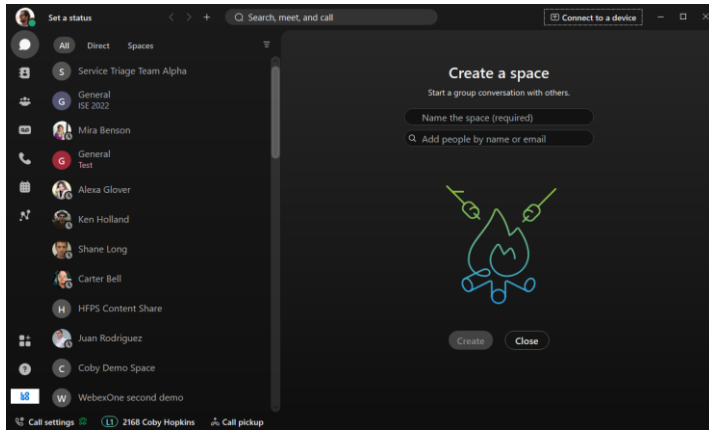 Set a status
Search, meet, and call
Connect to a device
All Direct Spaces
S Service Triage Team Alpha
G General
ISE 2022
Mira Benson
G General
Test
Alexa Glover
Ken Holland
Shane Long
Carter Bell
H HFPS Content Share
Juan Rodriguez
C Coby Demo Space
W WebexOne second demo
Create a space
Start a group conversation with others.
Name the space (required)
Add people by name or email
Create Close
Call settings L1 2168 Coby Hopkins Call pickup